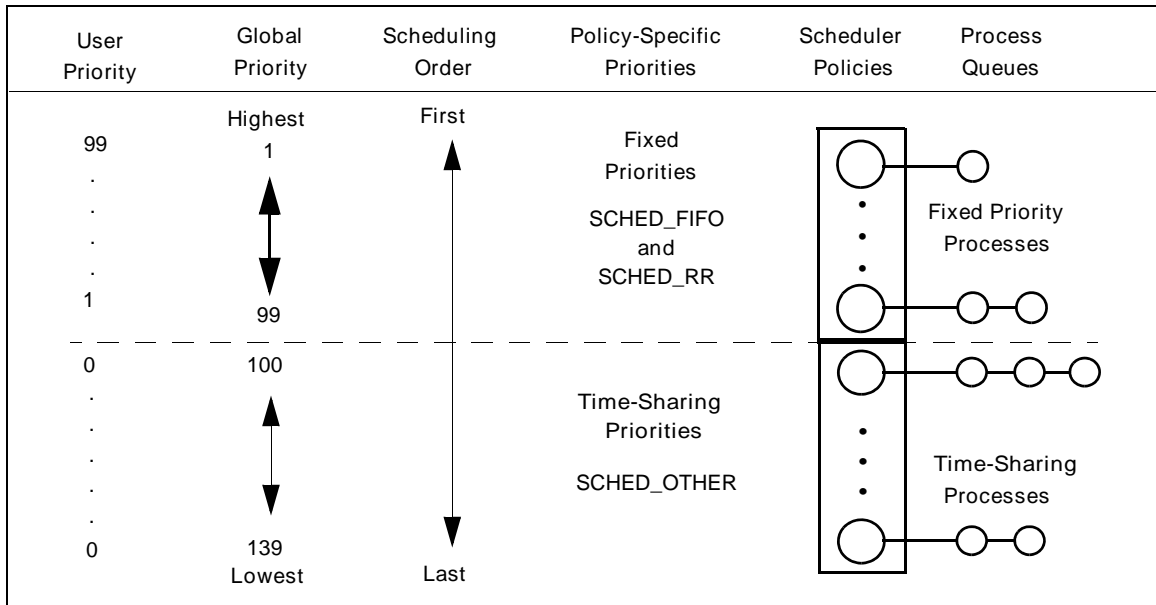 User Priority
Global Priority
Scheduling Order
Policy-Specific Priorities
Scheduler Policies
Process Queues
Highest
First
99
1
Fixed
Priorities
.
.
.
.
.
SCHED_FIFO
and
SCHED_RR
Fixed Priority
Processes
1
99
0
100
.
.
.
.
.
Time-Sharing
Priorities
SCHED_OTHER
Time-Sharing
Processes
0
139
Lowest
Last